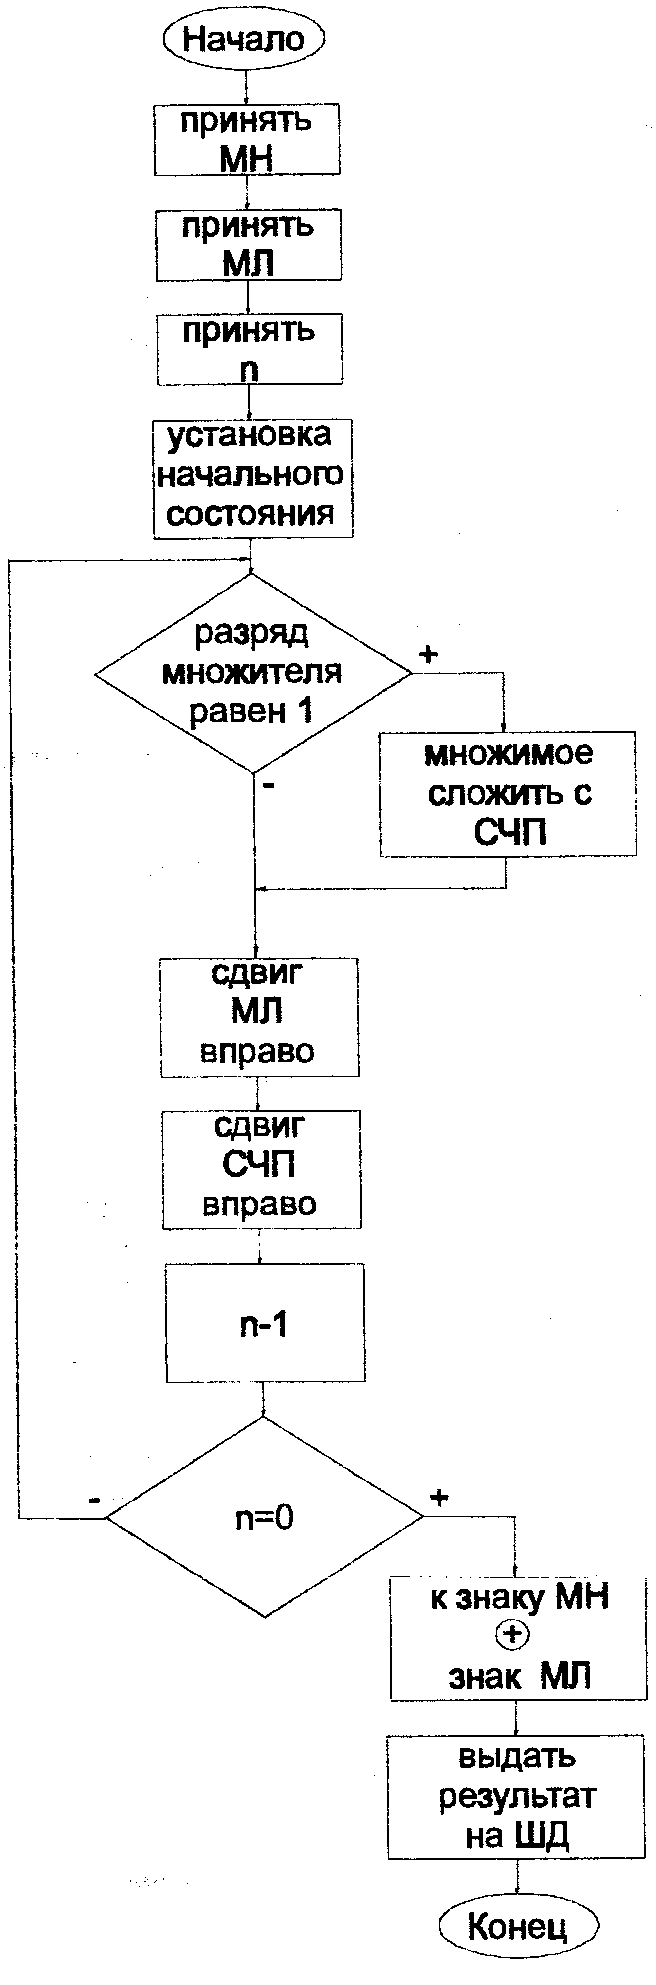 Начало
принять
МН
принять
МЛ
принять
n
установка
начального
состояния
разряд
множителя
равен 1
+
-
множимое
сложить с
СЧП
сдвиг
МЛ
вправо
сдвиг
СЧП
вправо
n-1
-
n=0
+
к знаку МН
+
знак МЛ
выдать
результат
на ШД
Конец